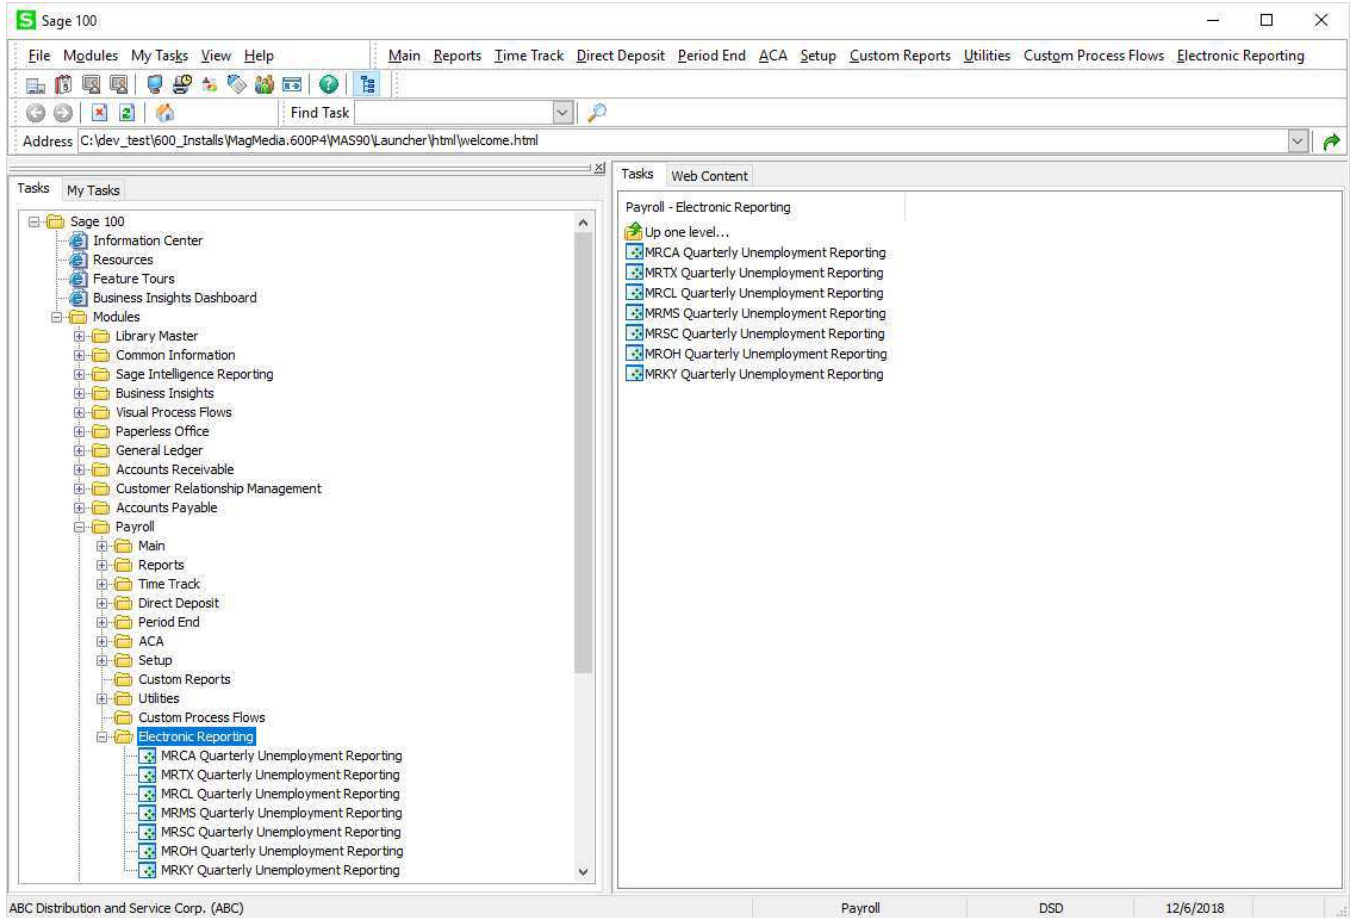 Sage 100
File Modules My Tasks View Help Main Reports Time Track Direct Deposit Period End ACA Setup Custom Reports Utilities Custom Process Flows Electronic Reporting
Find Task
Address C:\dev_test\600_Installs\MagMedia.600P4\MAS90\Launcher\html\welcome.html
Tasks My Tasks
Sage 100
Information Center
Resources
Feature Tours
Business Insights Dashboard
Modules
Library Master
Common Information
Sage Intelligence Reporting
Business Insights
Visual Process Flows
Paperless Office
General Ledger
Accounts Receivable
Customer Relationship Management
Accounts Payable
Payroll
Main
Reports
Time Track
Direct Deposit
Period End
ACA
Setup
Custom Reports
Utilities
Custom Process Flows
Electronic Reporting
MRCA Quarterly Unemployment Reporting
MRTX Quarterly Unemployment Reporting
MRCL Quarterly Unemployment Reporting
MRMS Quarterly Unemployment Reporting
MRSC Quarterly Unemployment Reporting
MROH Quarterly Unemployment Reporting
MRKY Quarterly Unemployment Reporting
Tasks Web Content
Payroll - Electronic Reporting
Up one level...
MRCA Quarterly Unemployment Reporting
MRTX Quarterly Unemployment Reporting
MRCL Quarterly Unemployment Reporting
MRMS Quarterly Unemployment Reporting
MRSC Quarterly Unemployment Reporting
MROH Quarterly Unemployment Reporting
MRKY Quarterly Unemployment Reporting
ABC Distribution and Service Corp. (ABC) Payroll DSD 12/6/2018